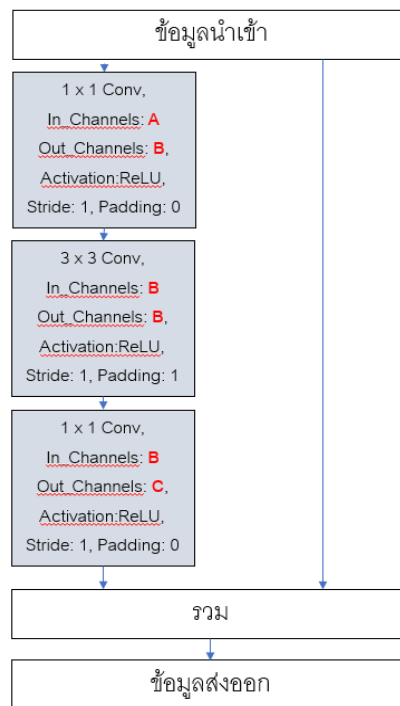 ข้อมูลนำเข้า
1 x 1 Conv,
In_Channels: A
Out_Channels: B,
Activation:ReLU,
Stride: 1, Padding: 0
3 x 3 Conv,
In_Channels: B
Out_Channels: B,
Activation:ReLU,
Stride: 1, Padding: 1
1 x 1 Conv,
In_Channels: B
Out_Channels: C,
Activation:ReLU,
Stride: 1, Padding: 0
รวม
ข้อมูลส่งออก